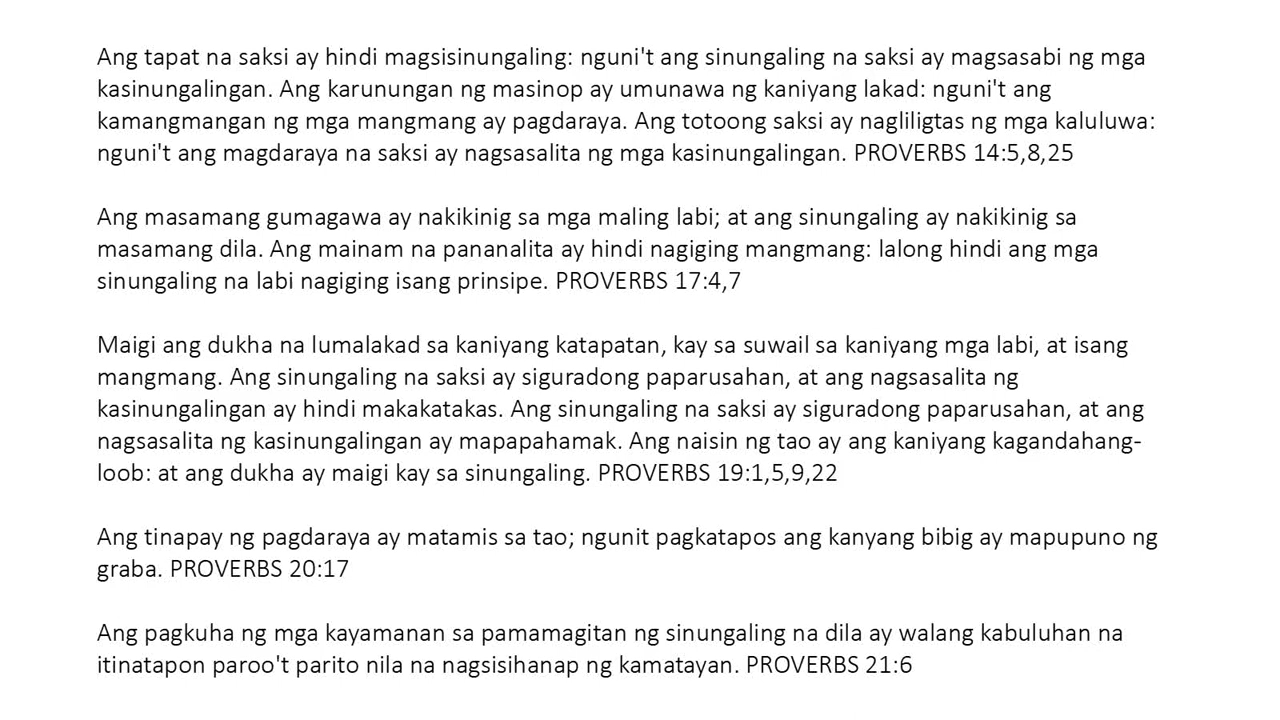 Ang tapat na saksi ay hindi magsisinungaling: nguni't ang sinungaling na saksi ay magsasabi ng mga
kasinungalingan. Ang karunungan ng masinop ay umunawa ng kaniyang lakad: nguni't ang
kamangmangan ng mga mangmang ay pagdaraya. Ang totoong saksi ay nagliligtas ng mga kaluluwa:
nguni't ang magdaraya na saksi ay nagsasalita ng mga kasinungalingan. PROVERBS 14:5,8,25
Ang masamang gumagawa ay nakikinig sa mga maling labi; at ang sinungaling ay nakikinig sa
masamang dila. Ang mainam na pananalita ay hindi nagiging mangmang: lalong hindi ang mga
sinungaling na labi nagiging isang prinsipe. PROVERBS 17:4,7
Maigi ang dukha na lumalakad sa kaniyang katapatan, kay sa suwail sa kaniyang mga labi, at isang
mangmang. Ang sinungaling na saksi ay siguradong paparusahan, at ang nagsasalita ng
kasinungalingan ay hindi makakatakas. Ang sinungaling na saksi ay siguradong paparusahan, at ang
nagsasalita ng kasinungalingan ay mapapahamak. Ang naisin ng tao ay ang kaniyang kagandahang-
loob: at ang dukha ay maigi kay sa sinungaling. PROVERBS 19:1,5,9,22
Ang tinapay ng pagdaraya ay matamis sa tao; ngunit pagkatapos ang kanyang bibig ay mapupuno ng
graba. PROVERBS 20:17
Ang pagkuha ng mga kayamanan sa pamamagitan ng sinungaling na dila ay walang kabuluhan na
itinatapon paroo't parito nila na nagsisihanap ng kamatayan. PROVERBS 21:6